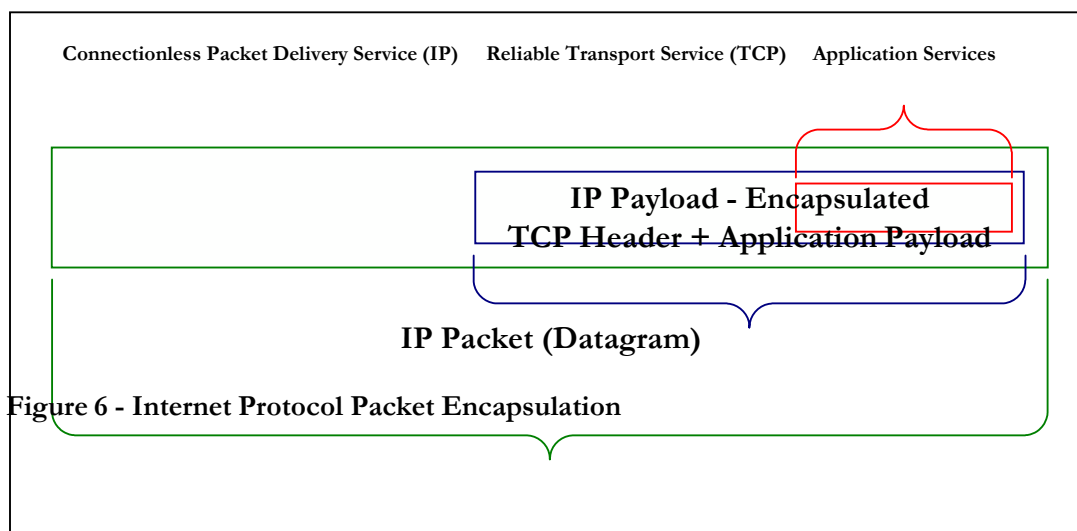 Connectionless Packet Delivery Service (IP) Reliable Transport Service (TCP) Application Services
IP Payload - Encapsulated
TCP Header + Application Payload
IP Packet (Datagram)
Figure 6 - Internet Protocol Packet Encapsulation